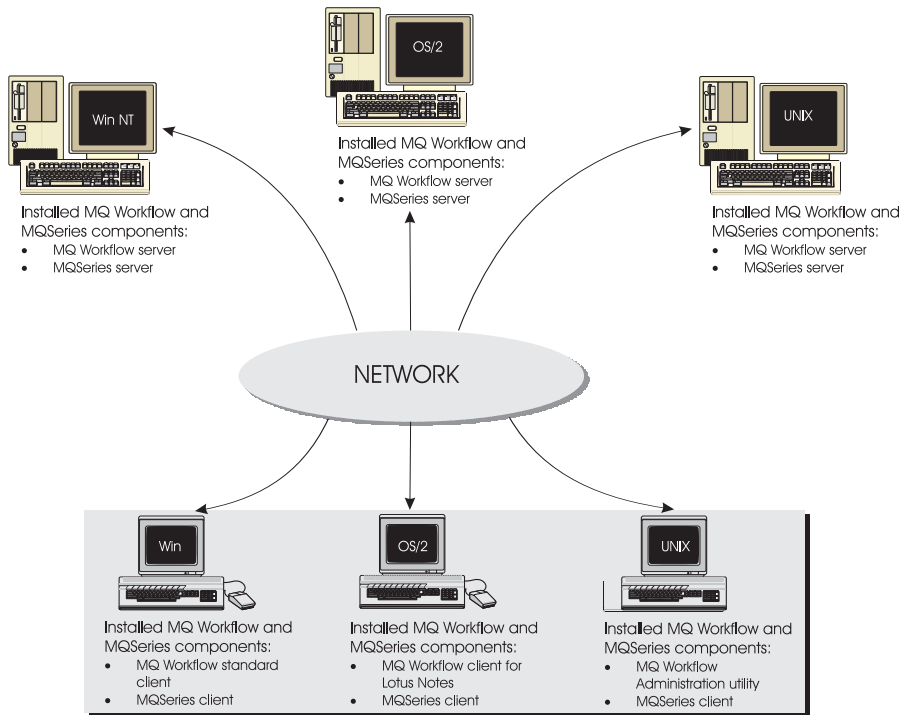 OS/2
Installed MQ Workflow and
MQSeries components:
• MQ Workflow server
• MQSeries server
Win NT
Installed MQ Workflow and
MQSeries components:
• MQ Workflow server
• MQSeries server
UNIX
Installed MQ Workflow and
MQSeries components:
• MQ Workflow server
• MQSeries server
NETWORK
Win
Installed MQ Workflow and
MQSeries components:
• MQ Workflow standard
client
• MQSeries client
OS/2
Installed MQ Workflow and
MQSeries components:
• MQ Workflow client for
Lotus Notes
• MQSeries client
UNIX
Installed MQ Workflow and
MQSeries components:
• MQ Workflow
Administration utility
• MQSeries client